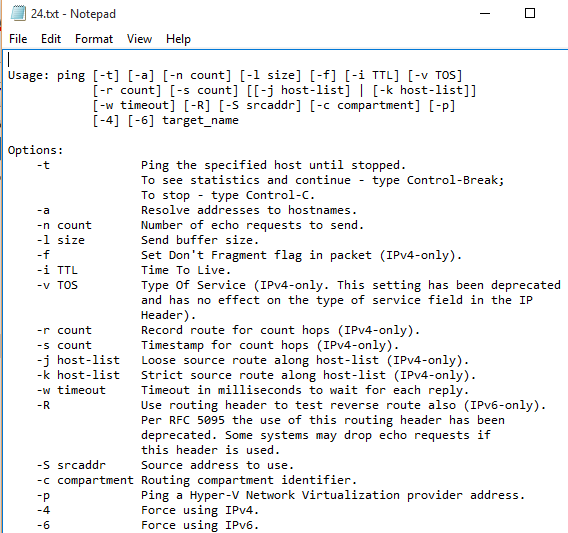 24.txt - Notepad
File Edit Format View Help
Usage: ping [-t] [-a] [-n count] [-l size] [-f] [-i TTL] [-v TOS]
            [-r count] [-s count] [[-j host-list] | [-k host-list]]
            [-w timeout] [-R] [-S srcaddr] [-c compartment] [-p]
            [-4] [-6] target_name
Options:
    -t             Ping the specified host until stopped.
                   To see statistics and continue - type Control-Break;
                   To stop - type Control-C.
    -a             Resolve addresses to hostnames.
    -n count       Number of echo requests to send.
    -l size        Send buffer size.
    -f             Set Don't Fragment flag in packet (IPv4-only).
    -i TTL         Time To Live.
    -v TOS         Type Of Service (IPv4-only. This setting has been deprecated
                   and has no effect on the type of service field in the IP
                   Header).
    -r count       Record route for count hops (IPv4-only).
    -s count       Timestamp for count hops (IPv4-only).
    -j host-list   Loose source route along host-list (IPv4-only).
    -k host-list   Strict source route along host-list (IPv4-only).
    -w timeout     Timeout in milliseconds to wait for each reply.
    -R             Use routing header to test reverse route also (IPv6-only).
                   Per RFC 5095 the use of this routing header has been
                   deprecated. Some systems may drop echo requests if
                   this header is used.
    -S srcaddr     Source address to use.
    -c compartment Routing compartment identifier.
    -p             Ping a Hyper-V Network Virtualization provider address.
    -4             Force using IPv4.
    -6             Force using IPv6.